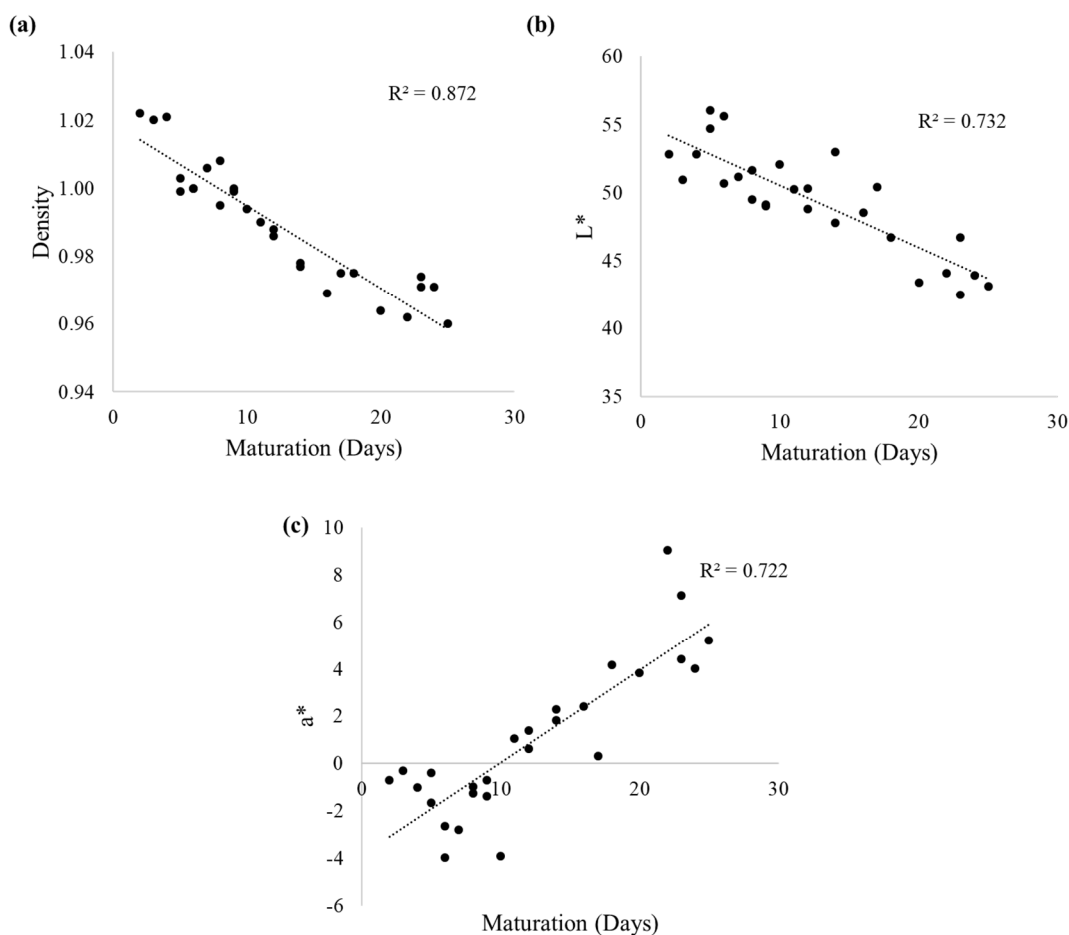 (a)
1.04
1.02
1.00
0.98
0.96
0.94
Density
R² = 0.872
0
10
20
30
Maturation (Days)
(b)
60
55
50
45
40
35
L*
R² = 0.732
0
10
20
30
Maturation (Days)
(c)
10
8
6
4
2
0
-2
-4
-6
a*
R² = 0.722
0
10
20
30
Maturation (Days)